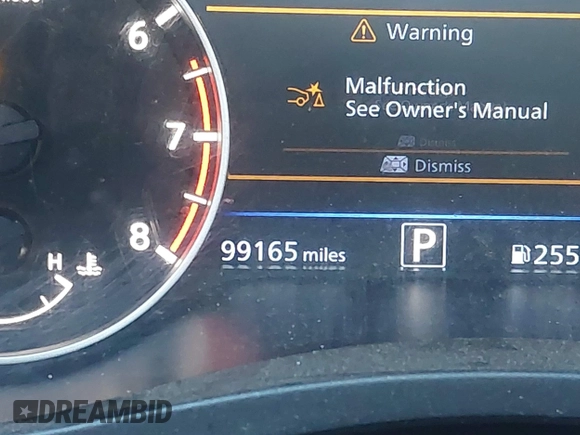 6
Warning
Malfunction
See Owner's Manual
7
Dismiss
8
99165 miles
P
255
H
DREAMBID